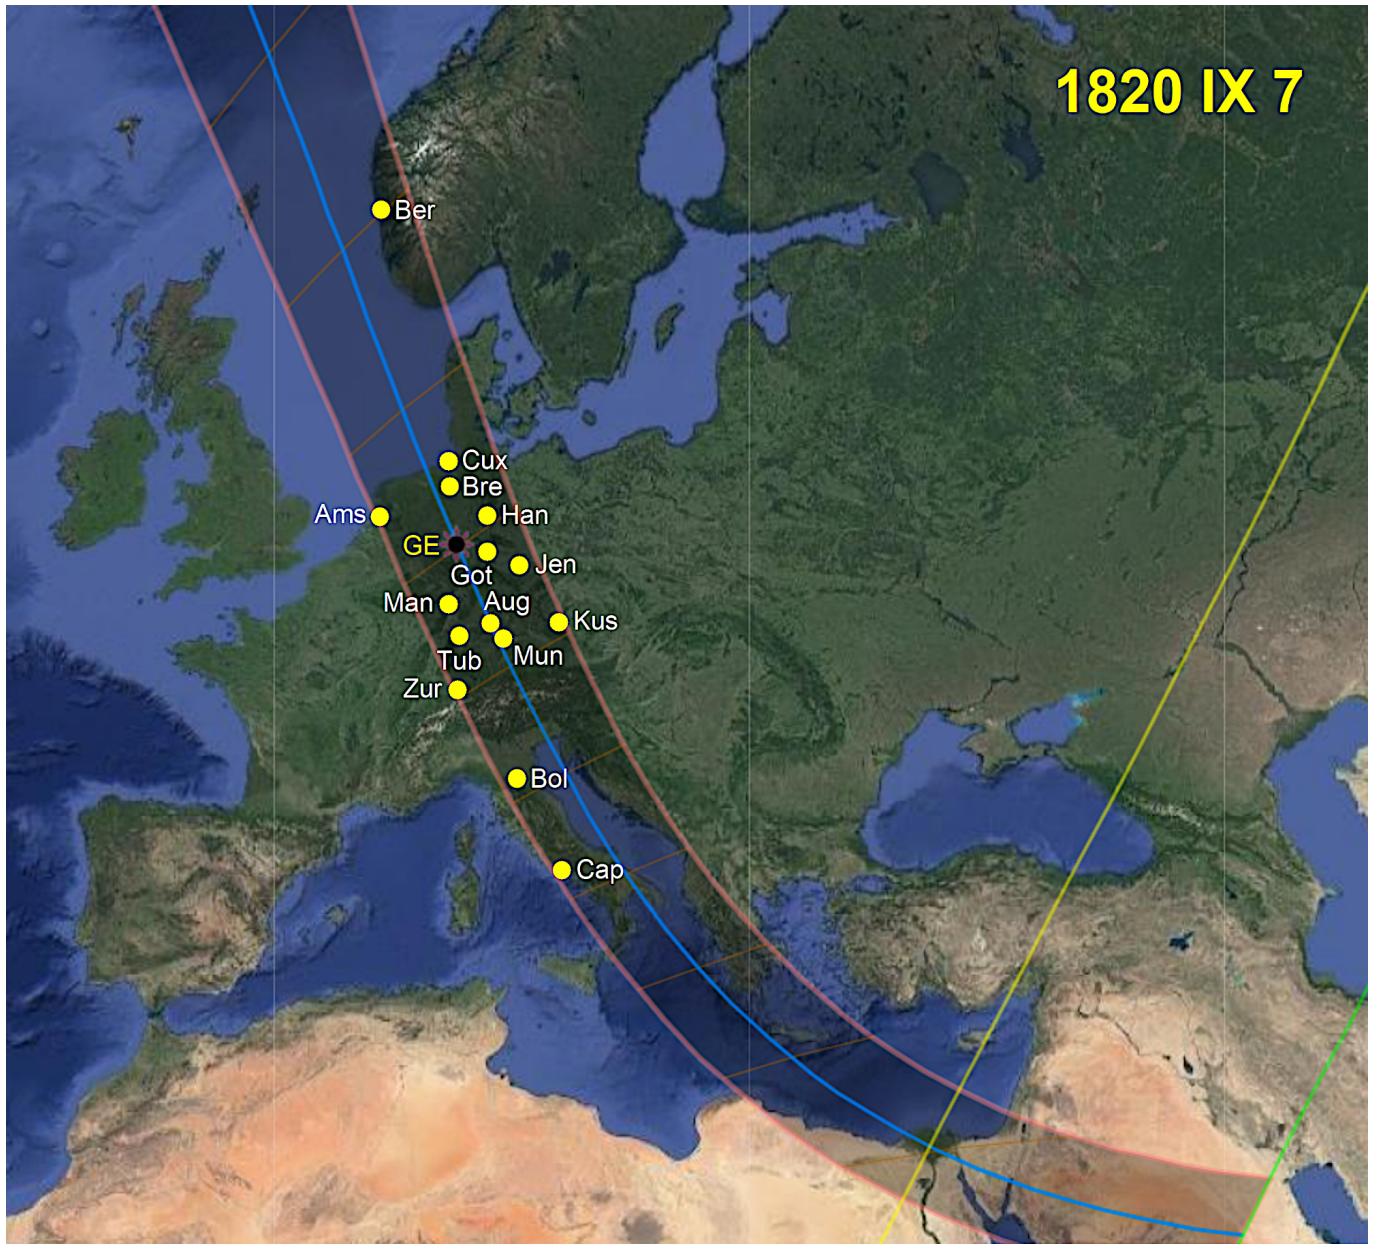 1820 IX 7
Ber
Cux
Bre
Ams
Han
GE
Got
Jen
Man
Aug
Kus
Tub
Mun
Zur
Bol
Cap